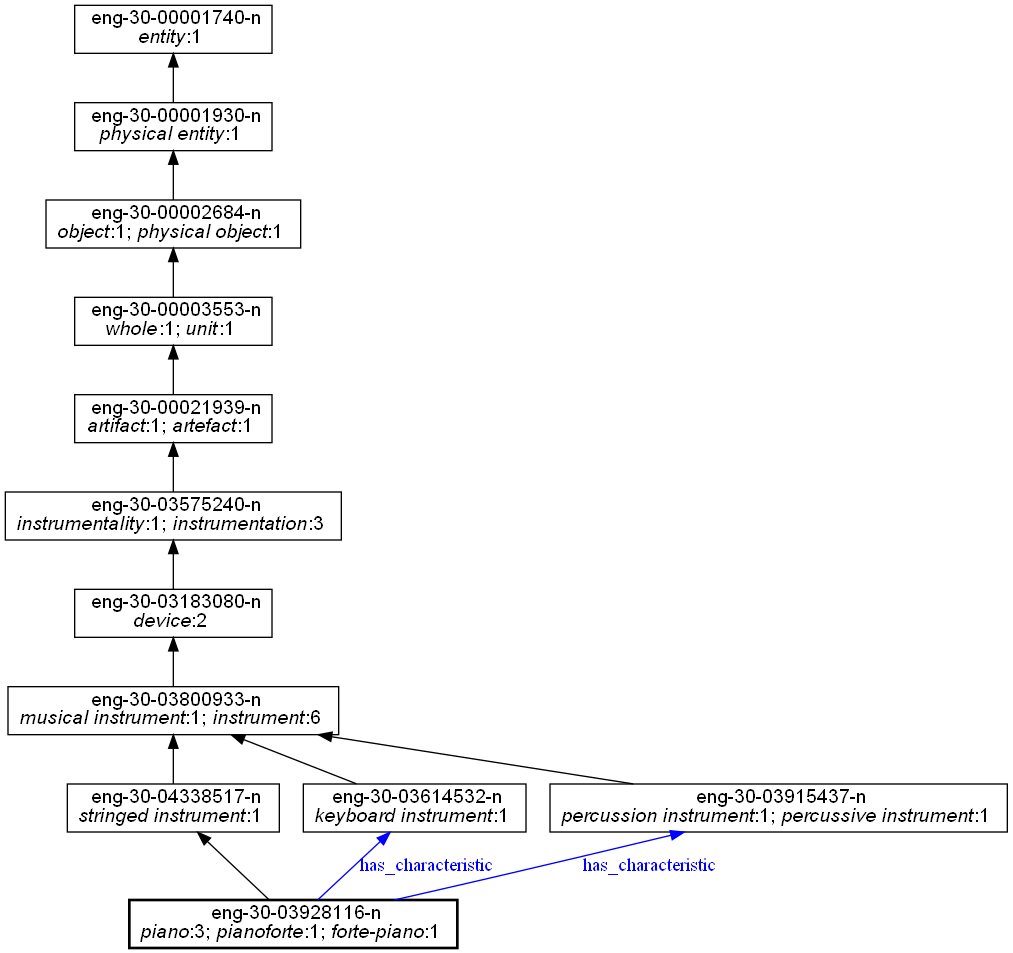 eng-30-00001740-n
entity:1
eng-30-00001930-n
physical entity:1
eng-30-00002684-n
object:1; physical object:1
eng-30-00003553-n
whole:1; unit:1
eng-30-00021939-n
artifact:1; artefact:1
eng-30-03575240-n
instrumentality:1; instrumentation:3
eng-30-03183080-n
device:2
eng-30-03800933-n
musical instrument:1; instrument:6
eng-30-04338517-n
stringed instrument:1
eng-30-03614532-n
keyboard instrument:1
eng-30-03915437-n
percussion instrument:1; percussive instrument:1
has_characteristic
has_characteristic
eng-30-03928116-n
piano:3; pianoforte:1; forte-piano:1